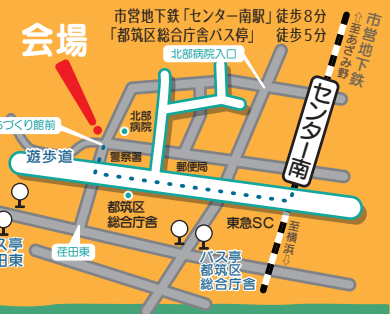 市営地下鉄「センター南駅」徒歩8分
「都筑区総合庁舎バス停」 徒歩5分
会場
北部病院入口
市営地下鉄
⇧至あざみ野
センター南
北部
病院
づくり館前
遊歩道
警察署
郵便局
都筑区
総合庁舎
東急SC
至横浜⇩
荏田東
ス亭
田東
バス亭
都筑区
総合庁舎